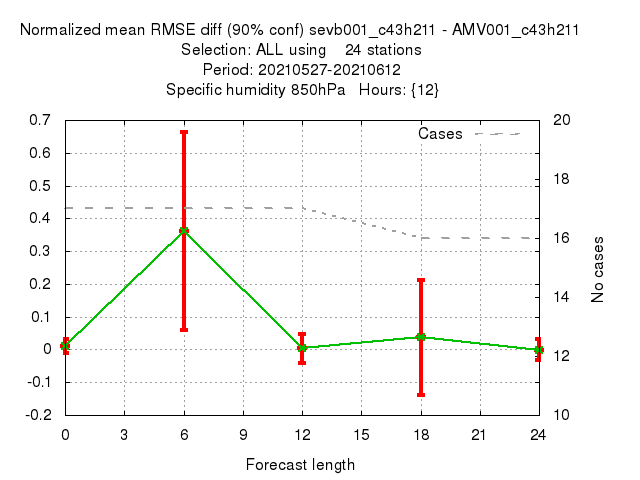 Normalized mean RMSE diff (90% conf) sevb001_c43h211 - AMV001_c43h211
Selection: ALL using    24 stations
Period: 20210527-20210612
Specific humidity 850hPa   Hours: {12}
Cases
0.7
0.6
0.5
0.4
0.3
0.2
0.1
0
-0.1
-0.2
20
18
16
14
12
10
No cases
0 3 6 9 12 15 18 21 24
Forecast length